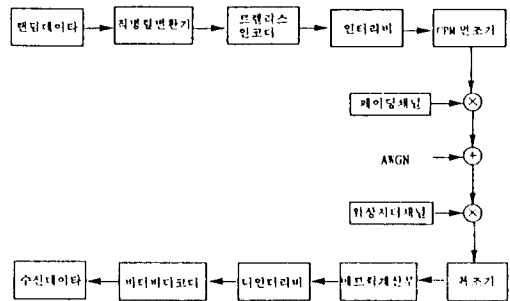 랜덤데이타
직병렬변환기
트렐리스
인코더
인터리버
CPM 변조기
페이딩채널
AWGN
위상지터채널
복조기
메트릭계산부
디인터리버
비터비디코더
수신데이타